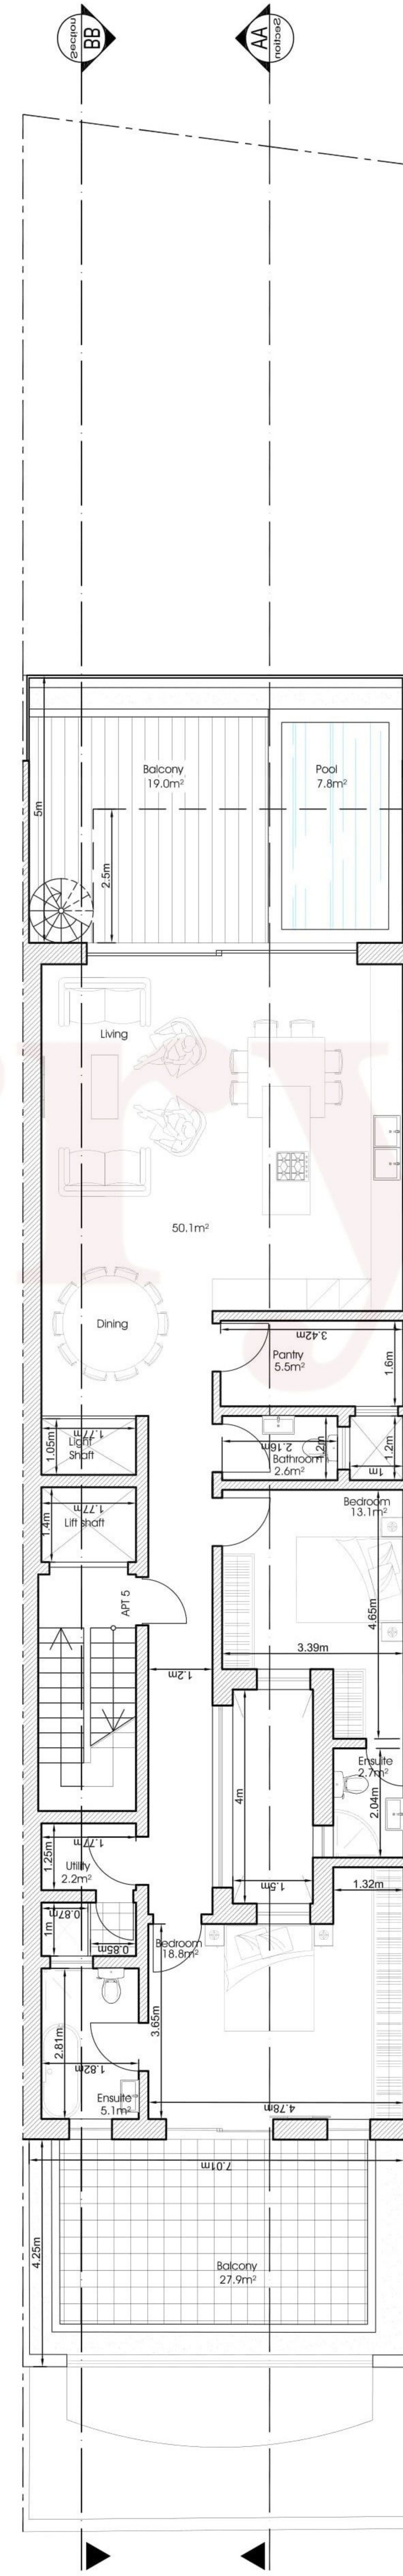 Section
BB
Section
AA
Balcony
19.0m²
Pool
7.8m²
5m
2.5m
Living
50.1m²
Dining
3.42m
Pantry
5.5m²
1.6m
1.05m
1.77m
Light
Shaft
2.16m
1.2m
Bathroom
2.6m²
1m
1.2m
1.4m
1.77m
Lift shaft
Bedroom
13.1m²
APT 5
4.65m
3.39m
1.2m
4m
1.5m
Ensuite
2.7m²
2.04m
1.25m
1.77m
Utility
2.2m²
1.32m
1m
0.87m
0.85m
Bedroom
18.8m²
3.65m
2.81m
1.82m
Ensuite
5.1m²
4.78m
7.01m
4.25m
Balcony
27.9m²
ry